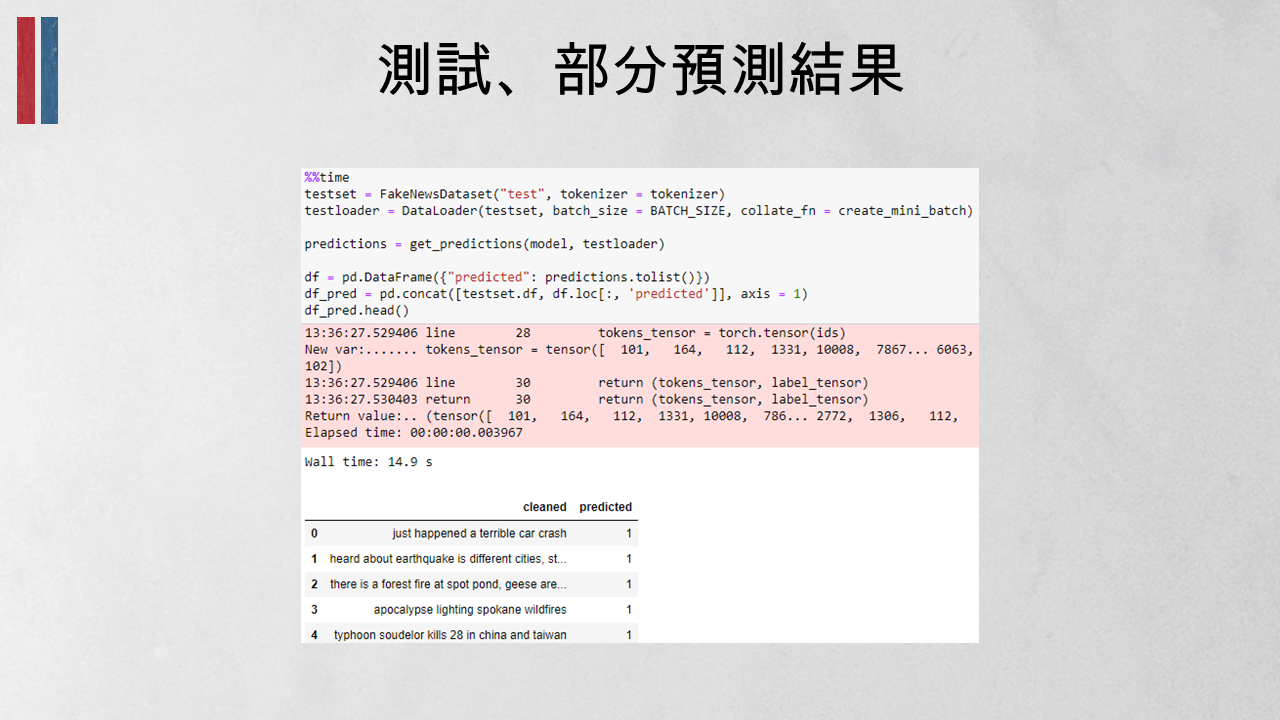 測試、部分預測結果
%%time
testset = FakeNewsDataset("test", tokenizer = tokenizer)
testloader = DataLoader(testset, batch_size = BATCH_SIZE, collate_fn = create_mini_batch)
predictions = get_predictions(model, testloader)
df = pd.DataFrame({"predicted": predictions.tolist()})
df_pred = pd.concat([testset.df, df.loc[:, 'predicted']], axis = 1)
df_pred.head()
13:36:27.529406 line 28 tokens_tensor = torch.tensor(ids)
New var:....... tokens_tensor = tensor([ 101, 164, 112, 1331, 10008, 7867... 6063,
102])
13:36:27.529406 line 30 return (tokens_tensor, label_tensor)
13:36:27.530403 return 30 return (tokens_tensor, label_tensor)
Return value:.. (tensor([ 101, 164, 112, 1331, 10008, 786... 2772, 1306, 112,
Elapsed time: 00:00:00.003967
Wall time: 14.9 s
cleaned predicted
0 just happened a terrible car crash 1
1 heard about earthquake is different cities, st... 1
2 there is a forest fire at spot pond, geese are... 1
3 apocalypse lighting spokane wildfires 1
4 typhoon soudelor kills 28 in china and taiwan 1